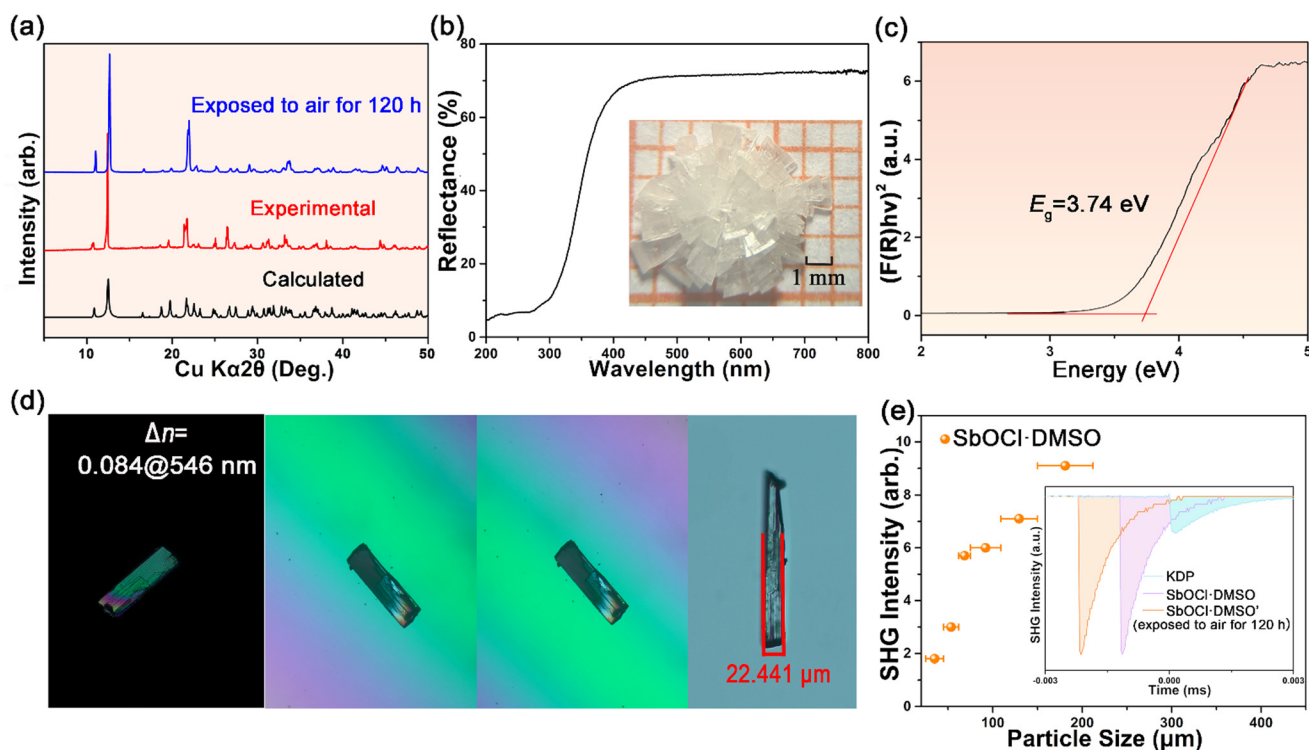 (a)
Intensity (arb.)
Exposed to air for 120 h
Experimental
Calculated
10 20 30 40 50
Cu Kα2θ (Deg.)
(b)
Reflectance (%)
80
60
40
20
0
1 mm
200 300 400 500 600 700 800
Wavelength (nm)
(c)
(F(R)hv)² (a.u.)
6
4
2
0
Eg=3.74 eV
2 3 4 5
Energy (eV)
(d)
Δn=
0.084@546 nm
22.441 μm
(e)
SHG Intensity (arb.)
10
8
6
4
2
0
SbOCl·DMSO
SHG Intensity (a.u.)
KDP
SbOCl·DMSO
SbOCl·DMSO'
(exposed to air for 120 h)
-0.003 0.000 0.003
Time (ms)
100 200 300 400
Particle Size (μm)